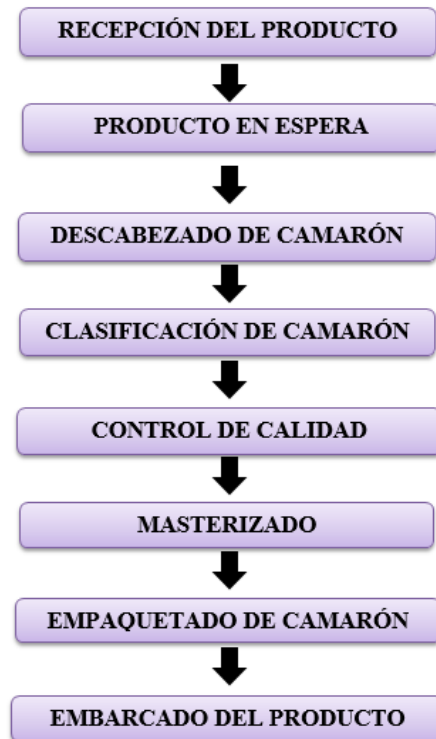 RECEPCIÓN DEL PRODUCTO
PRODUCTO EN ESPERA
DESCABEZADO DE CAMARÓN
CLASIFICACIÓN DE CAMARÓN
CONTROL DE CALIDAD
MASTERIZADO
EMPAQUETADO DE CAMARÓN
EMBARCADO DEL PRODUCTO